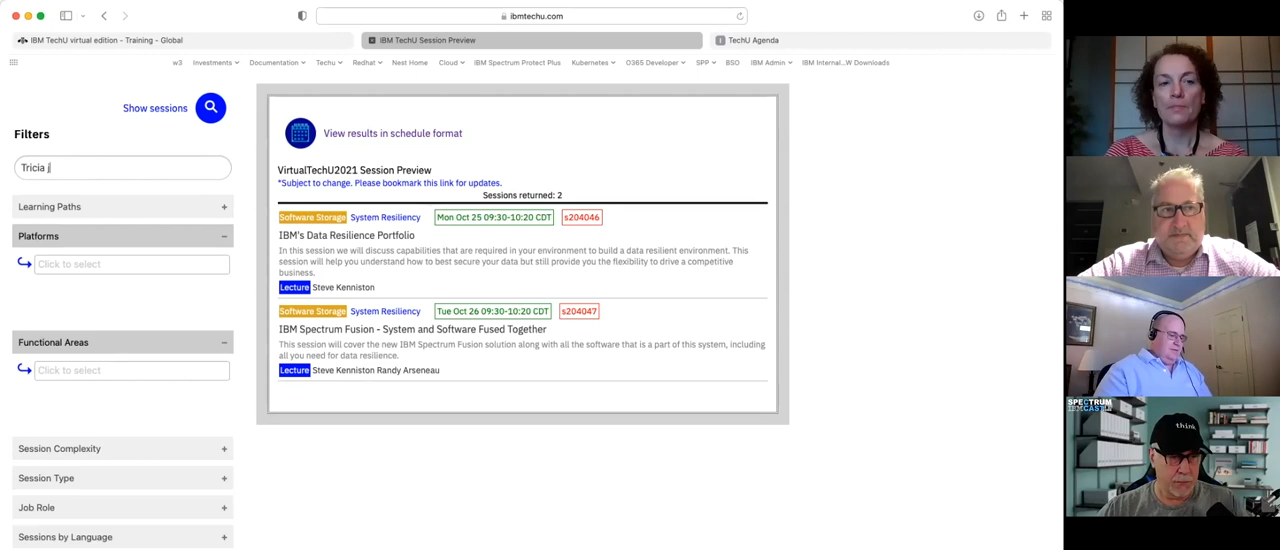 ibmtechu.com
IBM TechU virtual edition - Training - Global
IBM TechU Session Preview
TechU Agenda
w3 Investments Documentation Techu Redhat Nest Home Cloud IBM Spectrum Protect Plus Kubernetes O365 Developer SPP BSO IBM Admin IBM Internal...W Downloads
Show sessions
Filters
Tricia j
Learning Paths +
Platforms −
Click to select
Functional Areas −
Click to select
Session Complexity +
Session Type +
Job Role +
Sessions by Language +
View results in schedule format
VirtualTechU2021 Session Preview
*Subject to change. Please bookmark this link for updates.
Sessions returned: 2
Software Storage System Resiliency Mon Oct 25 09:30-10:20 CDT s204046
IBM's Data Resilience Portfolio
In this session we will discuss capabilities that are required in your environment to build a data resilient environment. This
session will help you understand how to best secure your data but still provide you the flexibility to drive a competitive
business.
Lecture Steve Kenniston
Software Storage System Resiliency Tue Oct 26 09:30-10:20 CDT s204047
IBM Spectrum Fusion - System and Software Fused Together
This session will cover the new IBM Spectrum Fusion solution along with all the software that is a part of this system, including
all you need for data resilience.
Lecture Steve Kenniston Randy Arseneau
SPECTRUM
IBMCAST
think